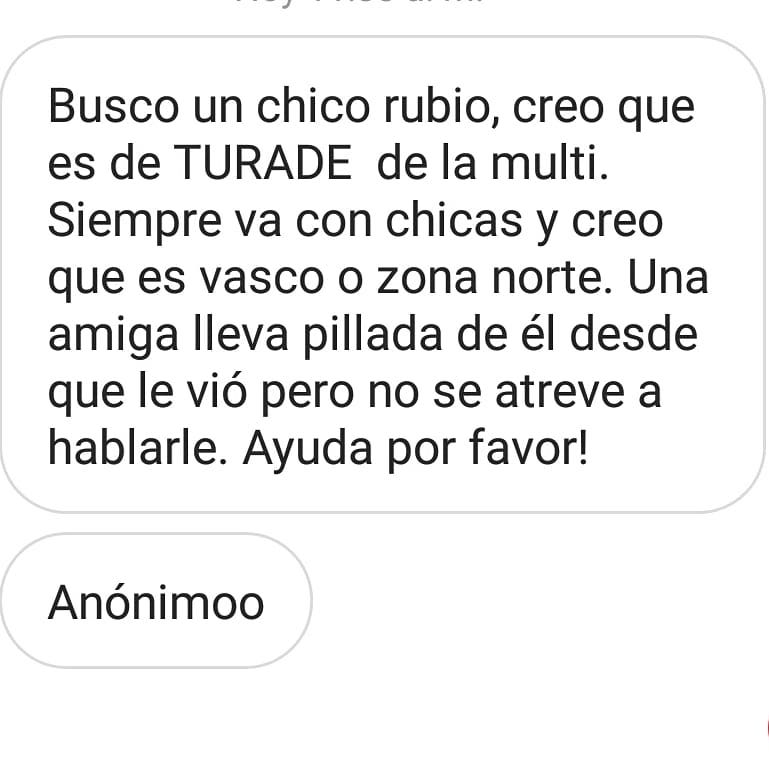 Busco un chico rubio, creo que
es de TURADE  de la multi.
Siempre va con chicas y creo
que es vasco o zona norte. Una
amiga lleva pillada de él desde
que le vió pero no se atreve a
hablarle. Ayuda por favor!
Anónimoo